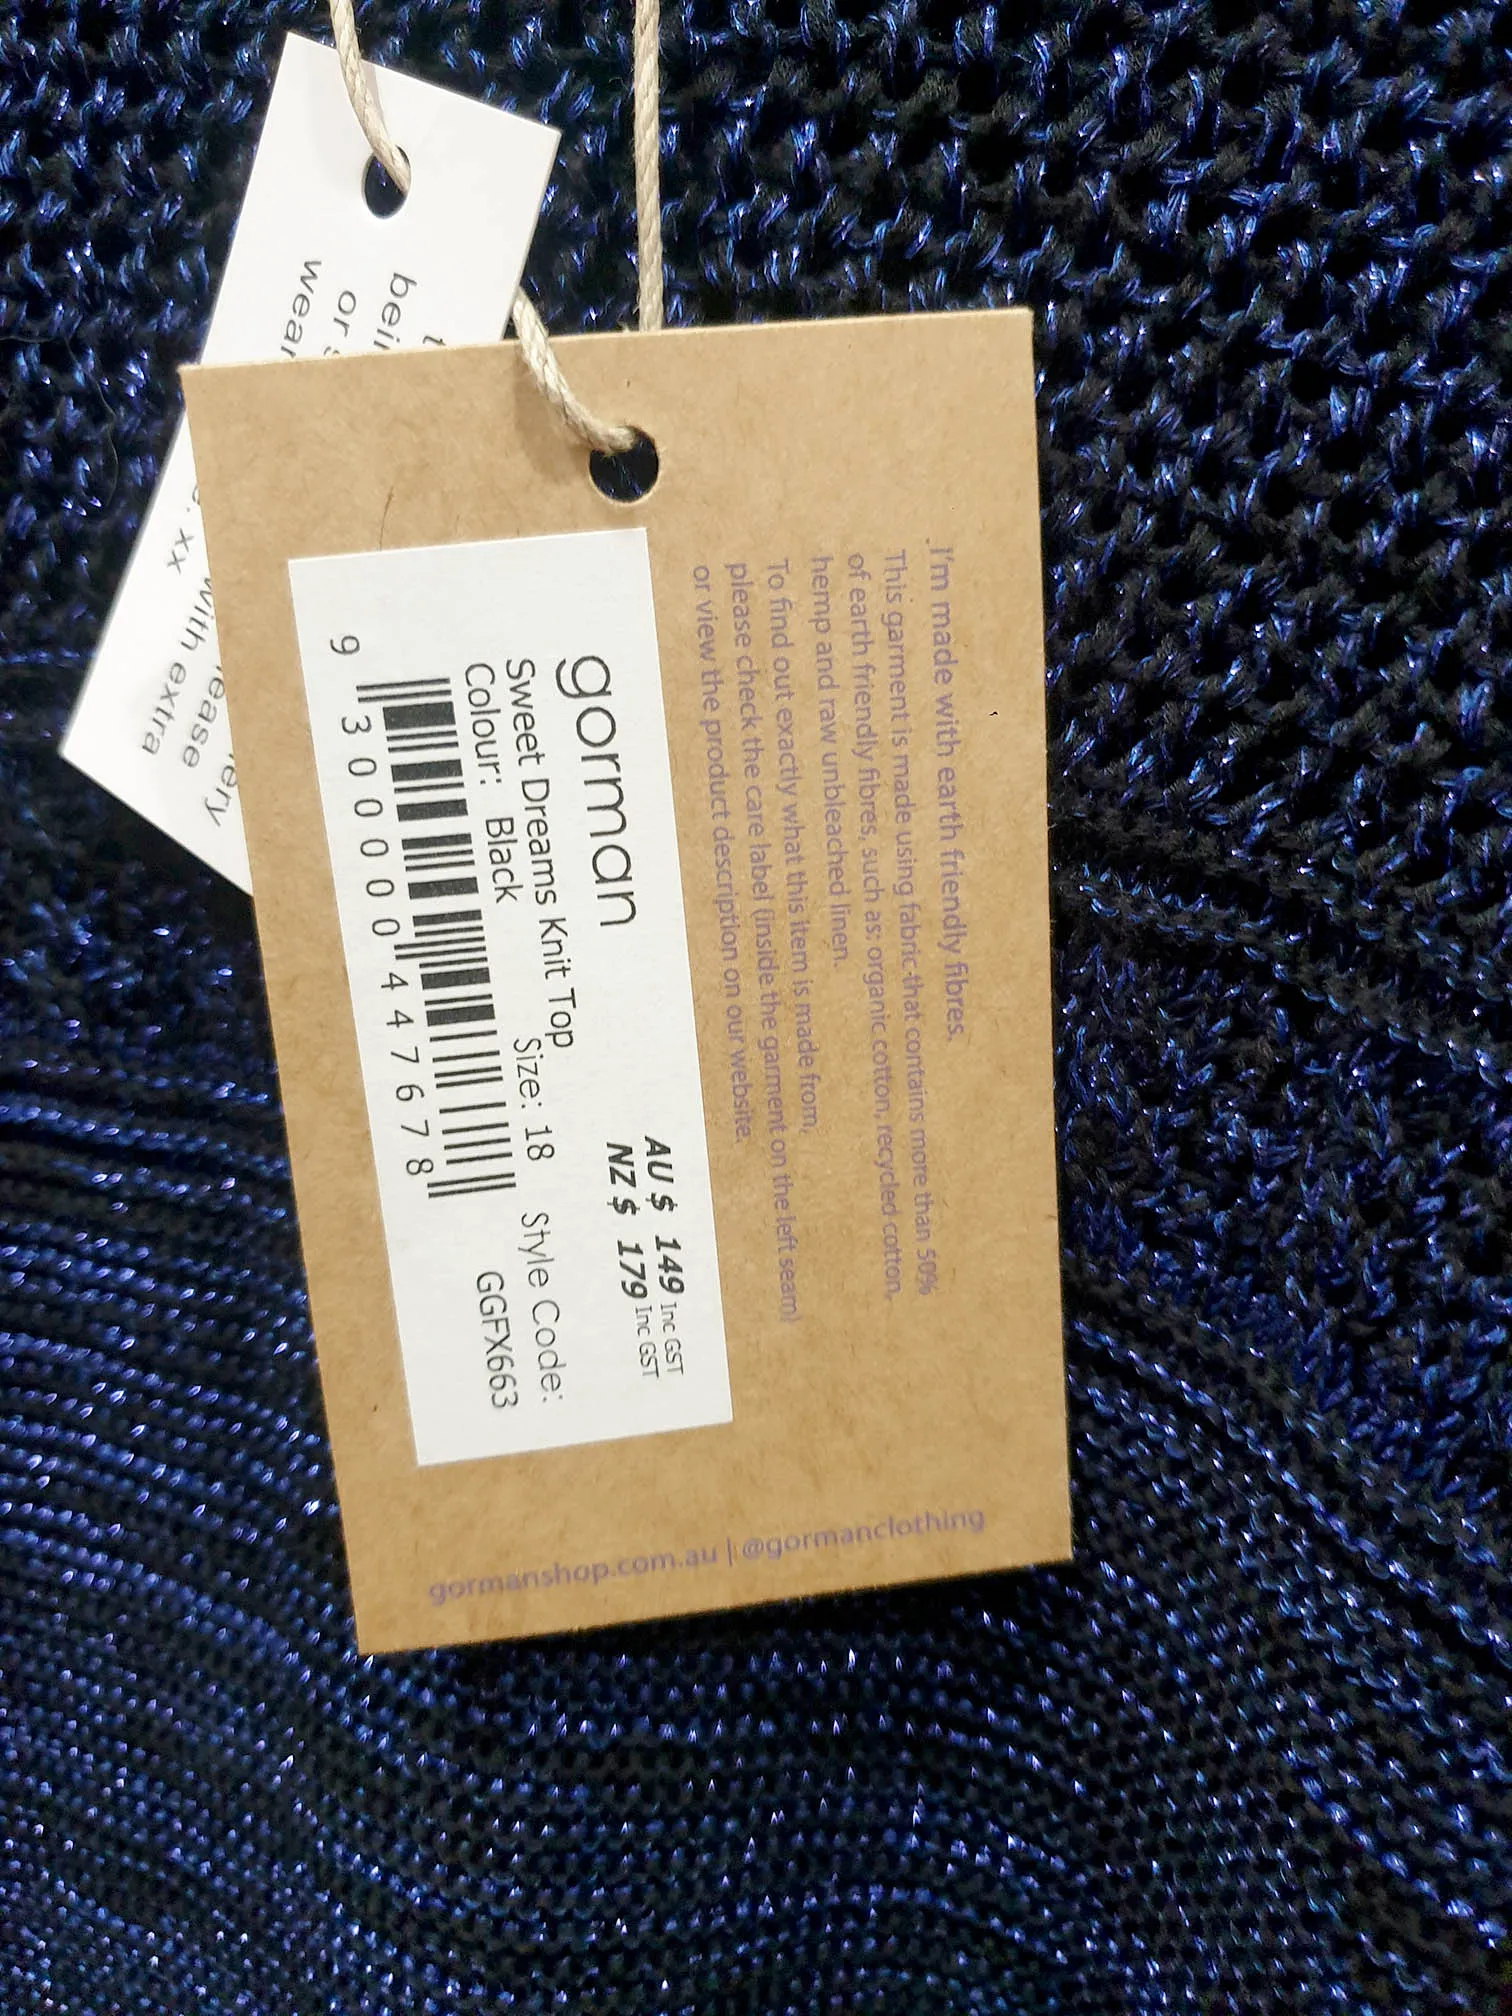 I'm made with earth friendly fibres.
This garment is made using fabric that contains more than 50%
of earth friendly fibres, such as: organic cotton, recycled cotton,
hemp and raw unbleached linen.
To find out exactly what this item is made from,
please check the care label (inside the garment on the left seam)
or view the product description on our website.
gorman
AU $ 149 Inc GST
NZ $ 179 Inc GST
Sweet Dreams Knit Top
Colour: Black
Size: 18
Style Code:
GGFX663
9 300000 447678
gormanshop.com.au | @gormanclothing
or
xx
with extra